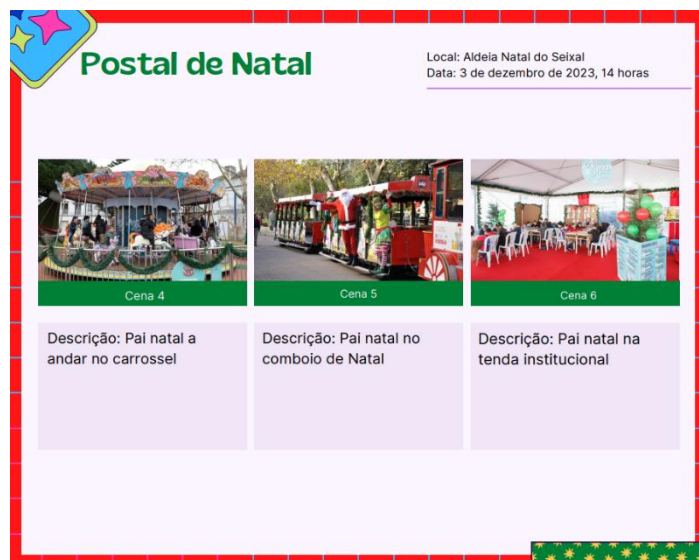 Postal de Natal
Local: Aldeia Natal do Seixal
Data: 3 de dezembro de 2023, 14 horas
Cena 4
Cena 5
Cena 6
Descrição: Pai natal a
andar no carrossel
Descrição: Pai natal no
comboio de Natal
Descrição: Pai natal na
tenda institucional